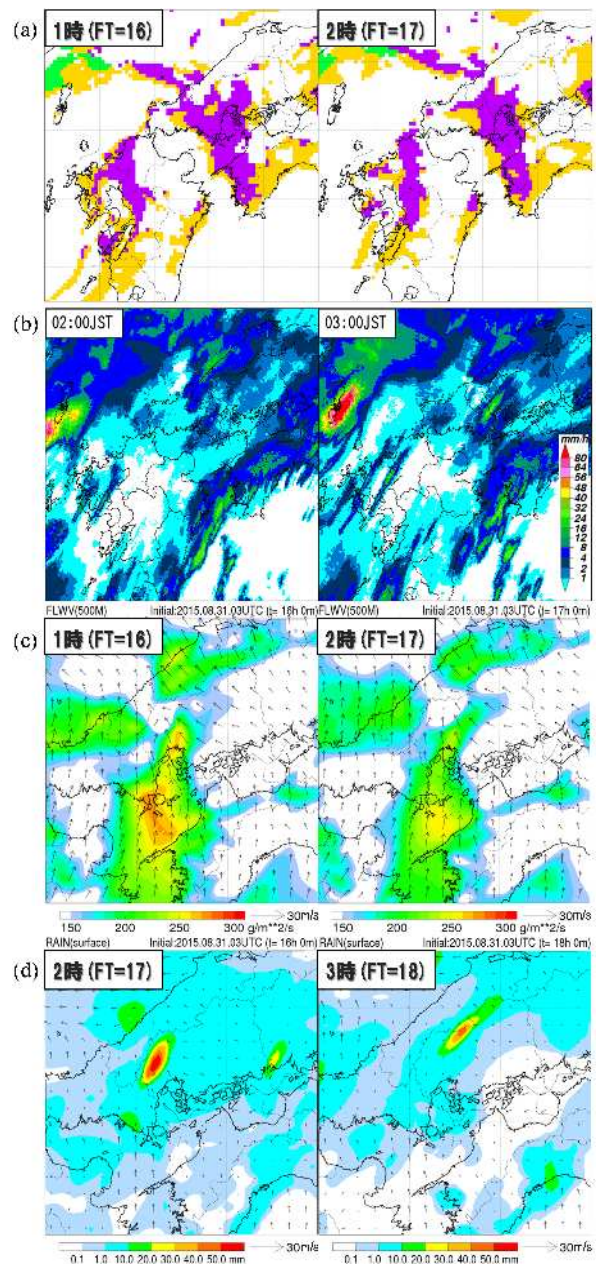 (a)
1時(FT=16)
2時(FT=17)
(b)
02:00JST
03:00JST
mm/h
80
64
56
48
40
32
24
16
12
8
4
2
1
FLWV(500M) Initial:2015.08.31.03UTC (t= 16h 0m)
FLWV(500M) Initial:2015.08.31.03UTC (t= 17h 0m)
(c)
1時(FT=16)
2時(FT=17)
150 200 250 300 30m/s
g/m**2/s
150 200 250 300 30m/s
g/m**2/s
RAIN(surface) Initial:2015.08.31.03UTC (t= 16h 0m)
RAIN(surface) Initial:2015.08.31.03UTC (t= 18h 0m)
(d)
2時(FT=17)
3時(FT=18)
0.1 1.0 10.0 20.0 30.0 40.0 50.0 mm 30m/s
0.1 1.0 10.0 20.0 30.0 40.0 50.0 mm 30m/s